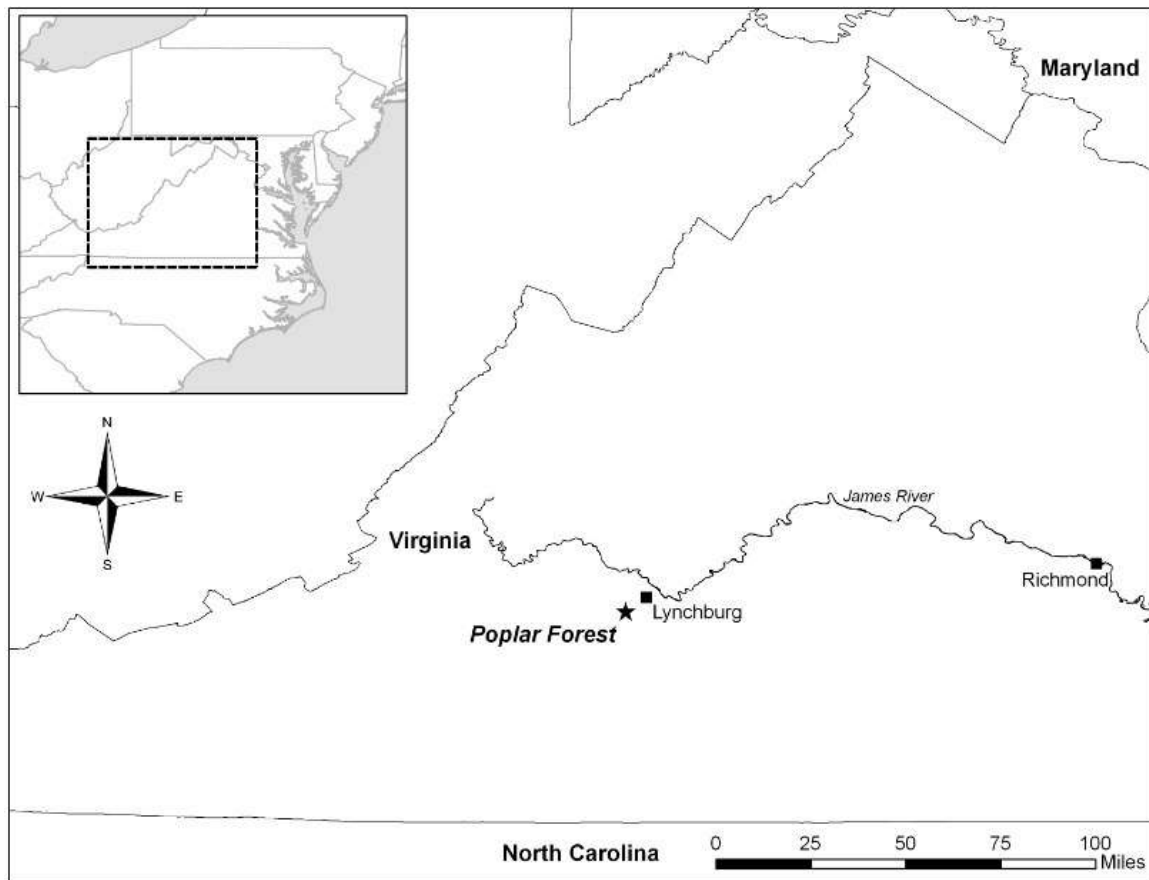 Maryland
N
W
E
S
James River
Virginia
Richmond
Lynchburg
Poplar Forest
North Carolina
0 25 50 75 100
Miles